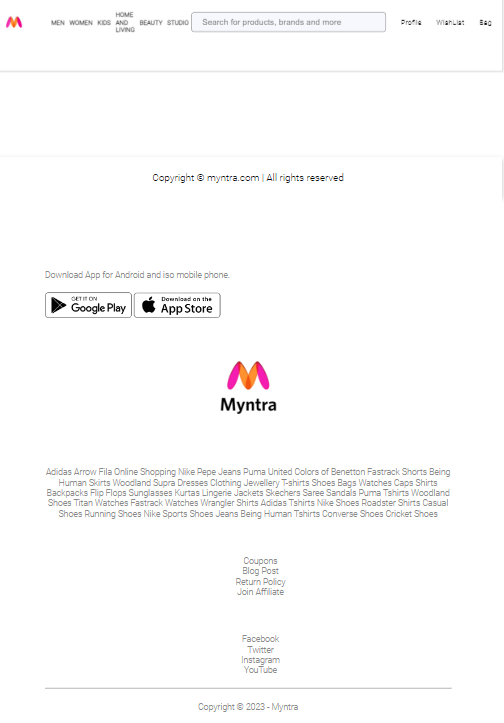 MEN WOMEN KIDS HOME AND LIVING BEAUTY STUDIO Search for products, brands and more Profile WishList Bag
Copyright © myntra.com | All rights reserved
Download App for Android and iso mobile phone.
GET IT ON Google Play Download on the App Store
Myntra
Adidas Arrow Fila Online Shopping Nike Pepe Jeans Puma United Colors of Benetton Fastrack Shorts Being
Human Skirts Woodland Supra Dresses Clothing Jewellery T-shirts Shoes Bags Watches Caps Shirts
Backpacks Flip Flops Sunglasses Kurtas Lingerie Jackets Skechers Saree Sandals Puma Tshirts Woodland
Shoes Titan Watches Fastrack Watches Wrangler Shirts Adidas Tshirts Nike Shoes Roadster Shirts Casual
Shoes Running Shoes Nike Sports Shoes Jeans Being Human Tshirts Converse Shoes Cricket Shoes
Coupons
Blog Post
Return Policy
Join Affiliate
Facebook
Twitter
Instagram
YouTube
Copyright © 2023 - Myntra